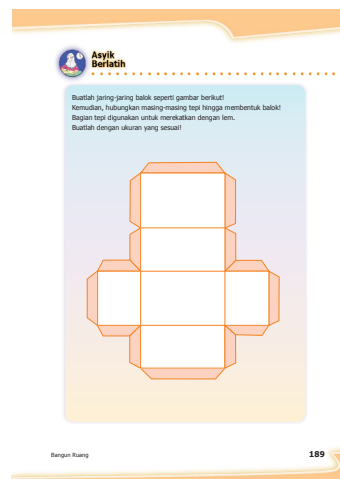 Asyik
Berlatih
Buatlah jaring-jaring balok seperti gambar berikut!
Kemudian, hubungkan masing-masing tepi hingga membentuk balok!
Bagian tepi digunakan untuk merekatkan dengan lem.
Buatlah dengan ukuran yang sesuai!
Bangun Ruang
189